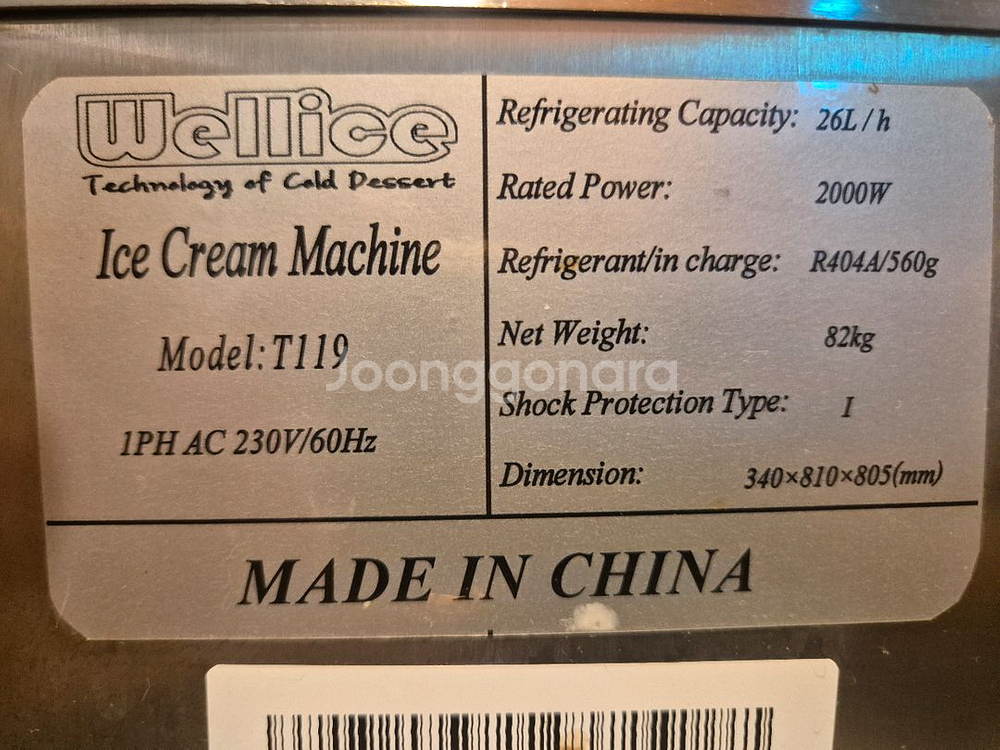 Wellice
Technology of Cold Dessert
Ice Cream Machine
Model: T119
1PH AC 230V/60Hz
Refrigerating Capacity: 26L/h
Rated Power: 2000W
Refrigerant/in charge: R404A/560g
Net Weight: 82kg
Shock Protection Type: I
Dimension: 340×810×805(mm)
MADE IN CHINA
Joonggonara